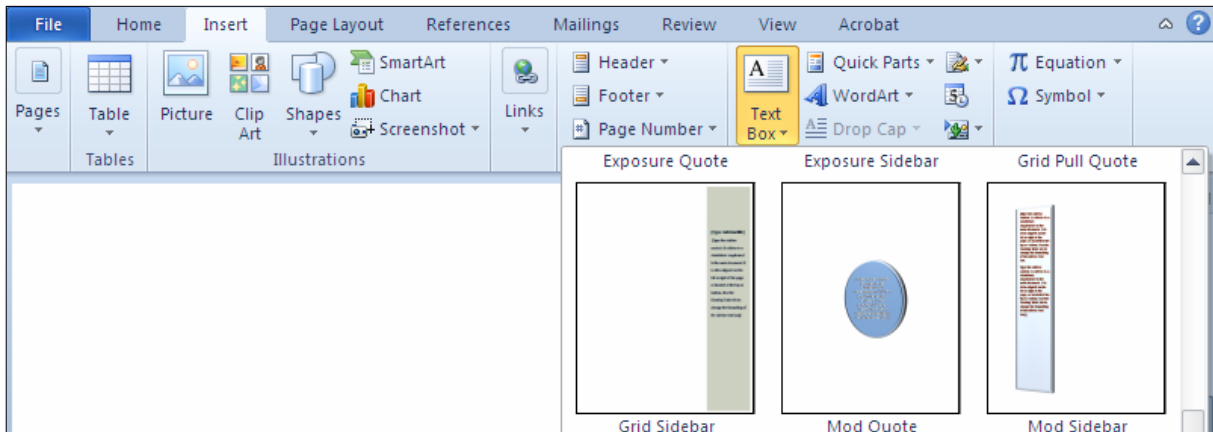 File Home Insert Page Layout References Mailings Review View Acrobat
Pages
Table
Tables
Picture
Clip
Art
Shapes
SmartArt
Chart
Screenshot
Illustrations
Links
Header
Footer
Page Number
A
Text
Box
Quick Parts
WordArt
Drop Cap
π Equation
Ω Symbol
Exposure Quote Exposure Sidebar Grid Pull Quote
Grid Sidebar Mod Quote Mod Sidebar